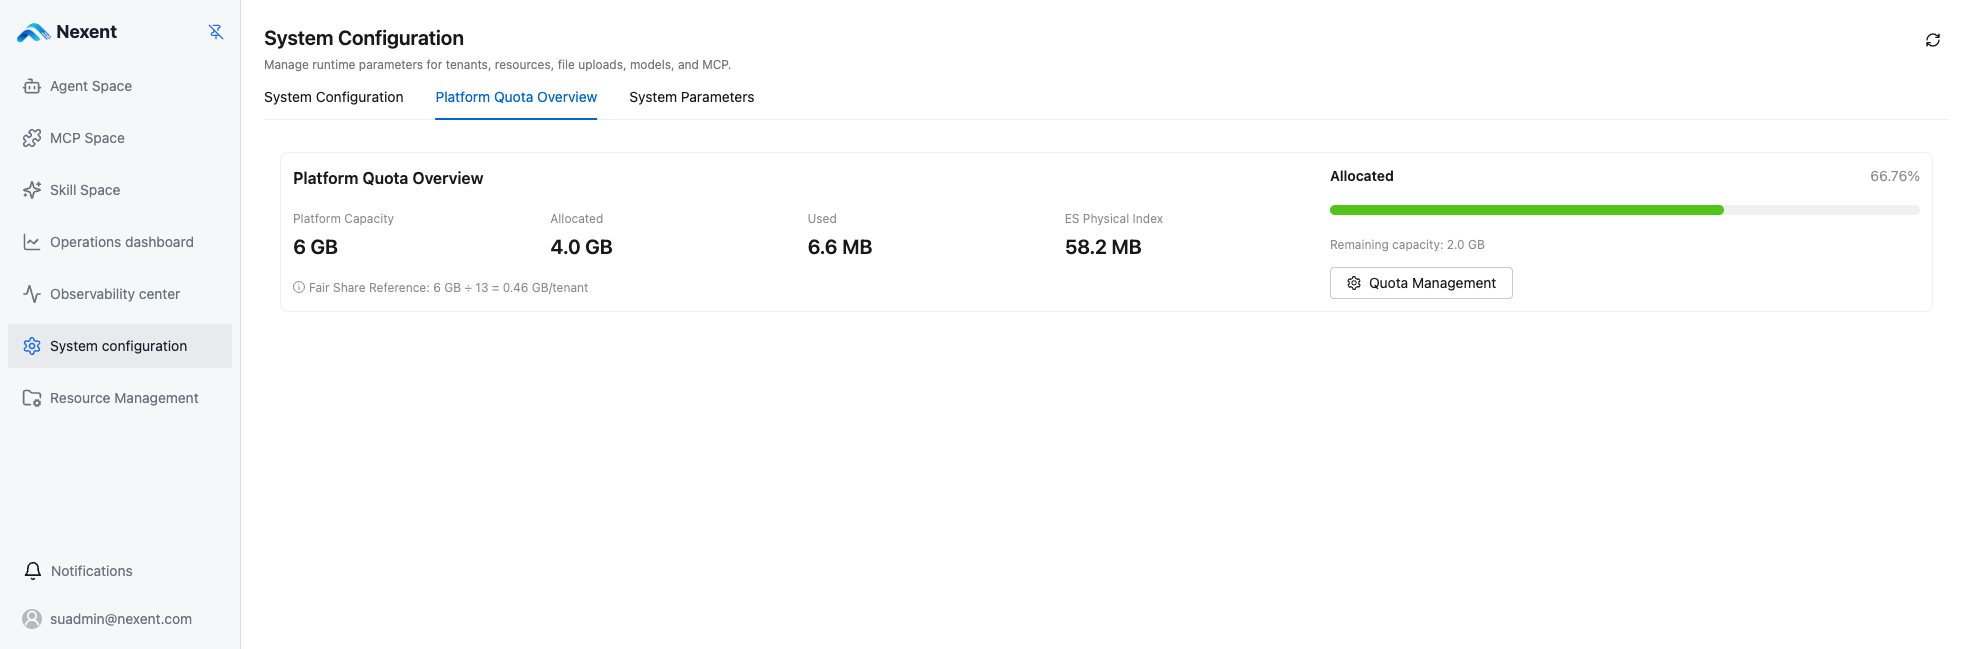 Nexent
Agent Space
MCP Space
Skill Space
Operations dashboard
Observability center
System configuration
Resource Management
Notifications
suadmin@nexent.com
System Configuration
Manage runtime parameters for tenants, resources, file uploads, models, and MCP.
System Configuration Platform Quota Overview System Parameters
Platform Quota Overview
Platform Capacity Allocated Used ES Physical Index
6 GB 4.0 GB 6.6 MB 58.2 MB
Fair Share Reference: 6 GB ÷ 13 = 0.46 GB/tenant
Allocated 66.76%
Remaining capacity: 2.0 GB
Quota Management